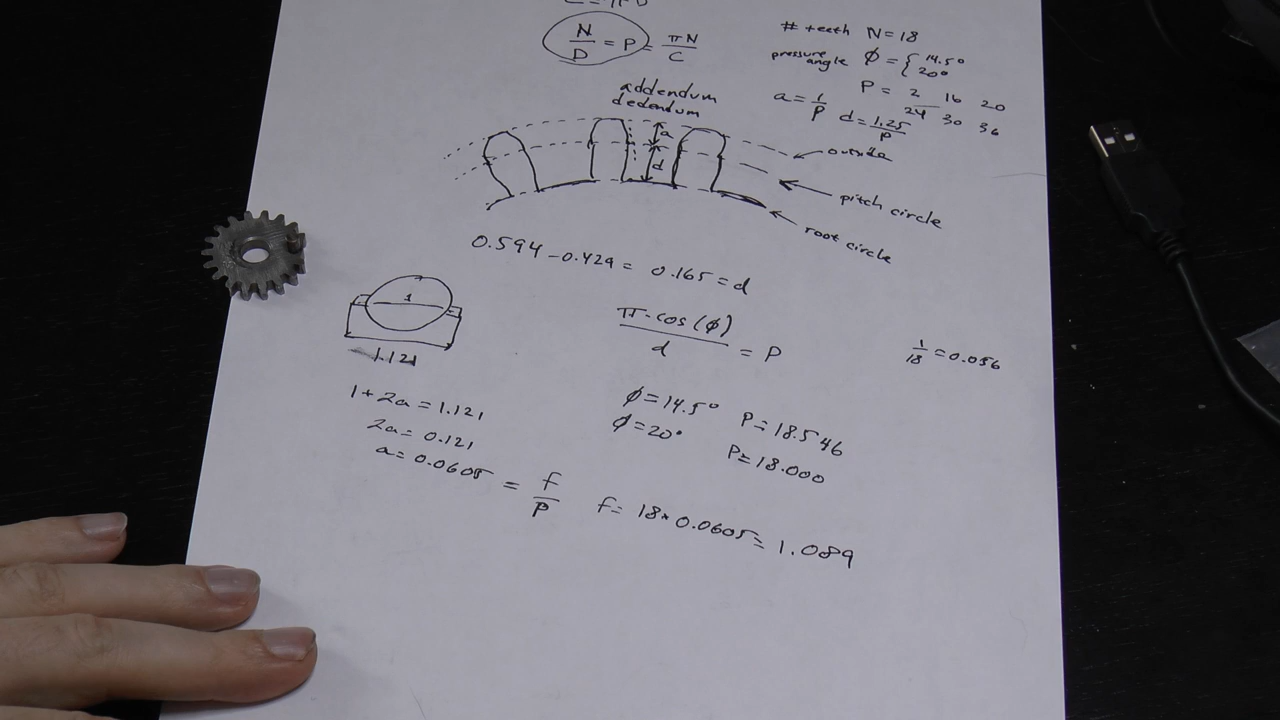 C = πD
N/D = P = πN/C
# teeth N=18
pressure angle ϕ = { 14.5° 20°
P = 2 16 20
24 30 36
a = 1/P d = 1.25/P
addendum
dedendum
a
d
outside
pitch circle
root circle
0.594 - 0.429 = 0.165 = d
1
1.121
π·cos(ϕ)/d = P
1/18 = 0.056
1 + 2a = 1.121
2a = 0.121
a = 0.0605 = f/P
ϕ = 14.5° P = 18.546
ϕ = 20° P = 18.000
f = 18 * 0.0605 = 1.089